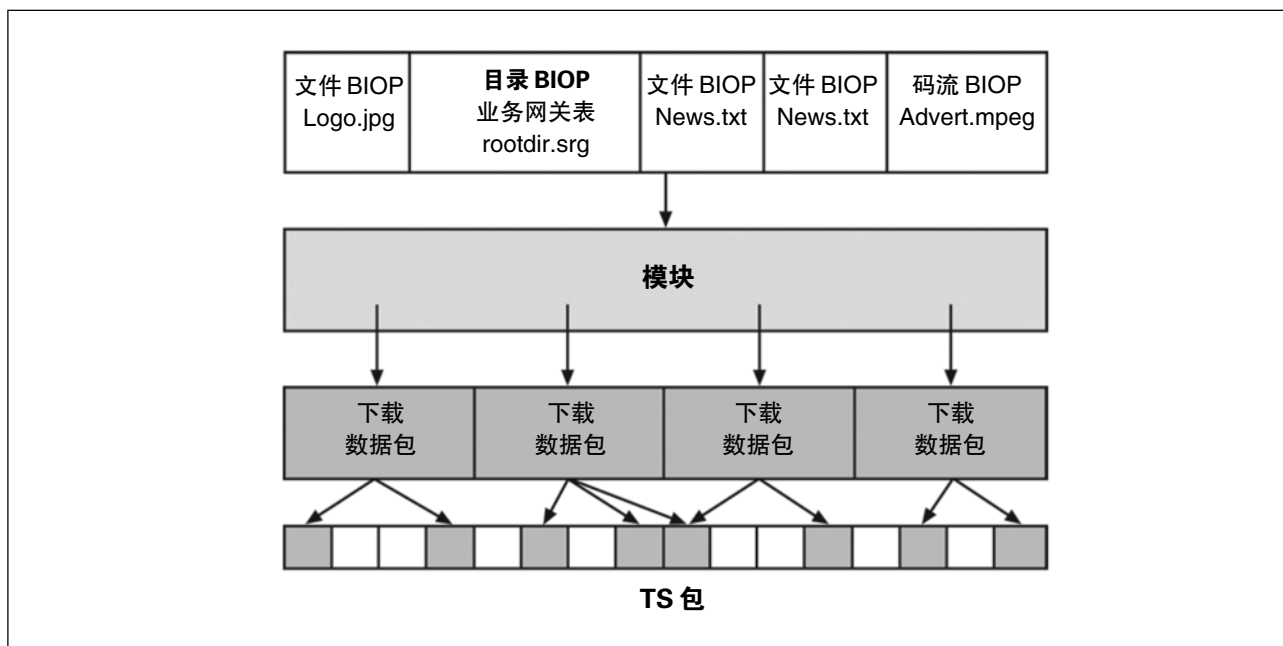 文件 BIOP
Logo.jpg
目录 BIOP
业务网关表
rootdir.srg
文件 BIOP
News.txt
文件 BIOP
News.txt
码流 BIOP
Advert.mpeg
模块
下载
数据包
下载
数据包
下载
数据包
下载
数据包
TS 包